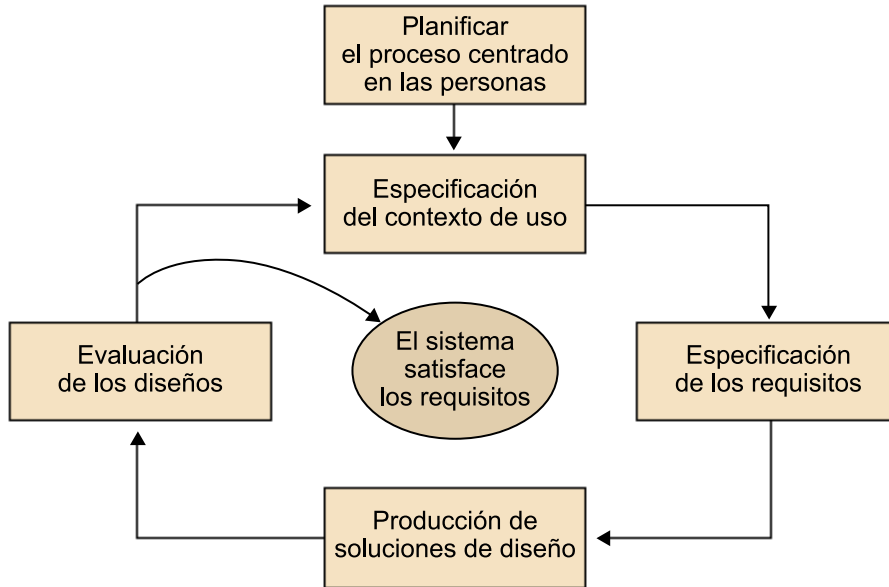 Planificar
el proceso centrado
en las personas
Especificación
del contexto de uso
Evaluación
de los diseños
El sistema
satisface
los requisitos
Especificación
de los requisitos
Producción de
soluciones de diseño